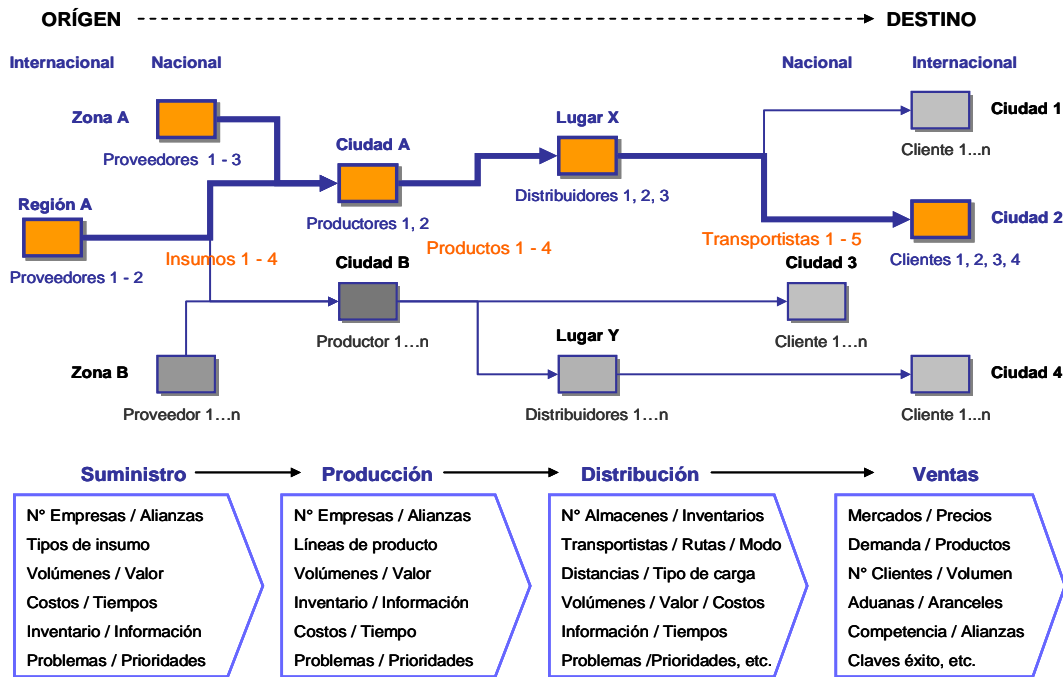 ORÍGEN
DESTINO
Internacional
Nacional
Nacional
Internacional
Zona A
Proveedores 1 - 3
Ciudad A
Productores 1, 2
Lugar X
Distribuidores 1, 2, 3
Ciudad 1
Cliente 1...n
Región A
Proveedores 1 - 2
Insumos 1 - 4
Productos 1 - 4
Transportistas 1 - 5
Ciudad 2
Clientes 1, 2, 3, 4
Ciudad B
Productor 1…n
Ciudad 3
Cliente 1…n
Zona B
Proveedor 1…n
Lugar Y
Distribuidores 1…n
Ciudad 4
Cliente 1...n
Suministro
N° Empresas / Alianzas
Tipos de insumo
Volúmenes / Valor
Costos / Tiempos
Inventario / Información
Problemas / Prioridades
Producción
N° Empresas / Alianzas
Líneas de producto
Volúmenes / Valor
Inventario / Información
Costos / Tiempo
Problemas / Prioridades
Distribución
N° Almacenes / Inventarios
Transportistas / Rutas / Modo
Distancias / Tipo de carga
Volúmenes / Valor / Costos
Información / Tiempos
Problemas /Prioridades, etc.
Ventas
Mercados / Precios
Demanda / Productos
N° Clientes / Volumen
Aduanas / Aranceles
Competencia / Alianzas
Claves éxito, etc.